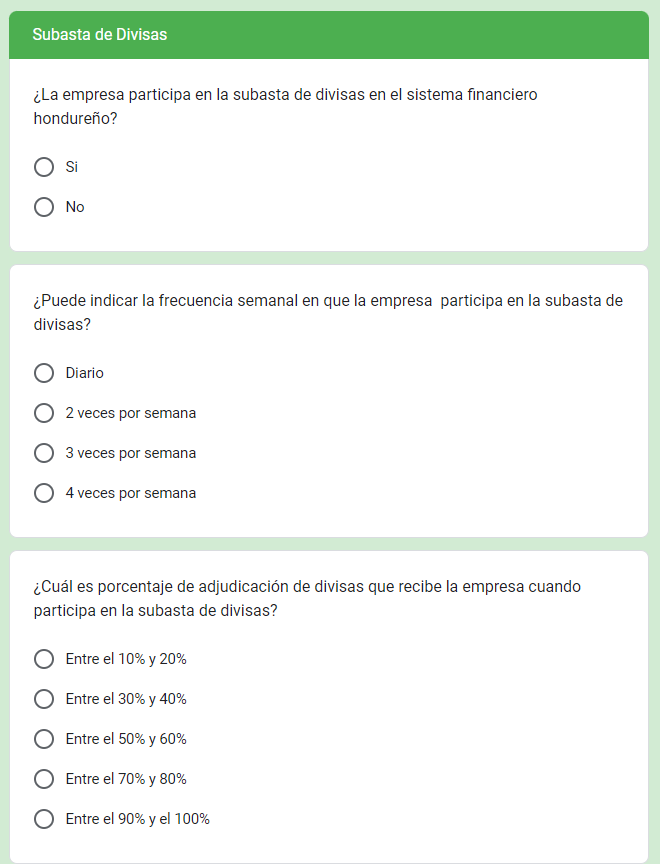 Subasta de Divisas
¿La empresa participa en la subasta de divisas en el sistema financiero
hondureño?
Si
No
¿Puede indicar la frecuencia semanal en que la empresa  participa en la subasta de
divisas?
Diario
2 veces por semana
3 veces por semana
4 veces por semana
¿Cuál es porcentaje de adjudicación de divisas que recibe la empresa cuando
participa en la subasta de divisas?
Entre el 10% y 20%
Entre el 30% y 40%
Entre el 50% y 60%
Entre el 70% y 80%
Entre el 90% y el 100%